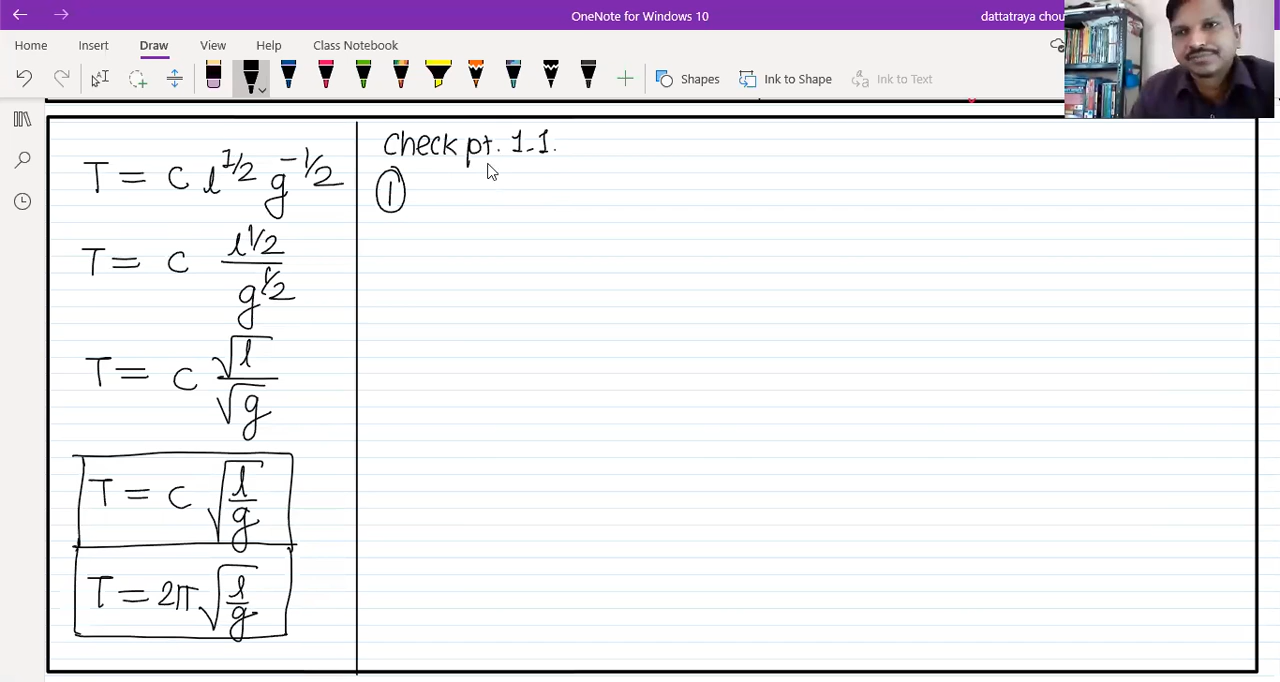 OneNote for Windows 10
dattatraya chou
Home Insert Draw View Help Class Notebook
Shapes Ink to Shape Ink to Text
T = c l^1/2 g^-1/2
T = c l^1/2 / g^1/2
T = c √l / √g
T = c √(l/g)
T = 2π √(l/g)
Check pt. 1.1.
①